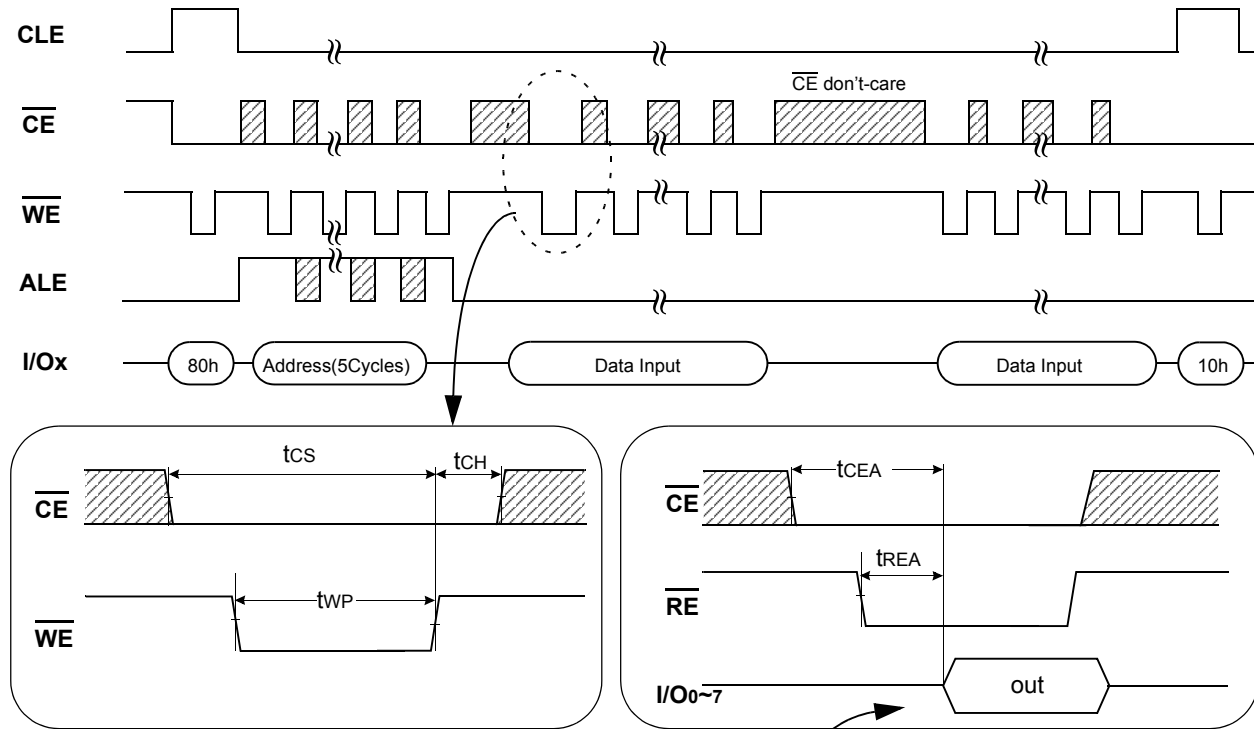 CLE
CE don't-care
CE
WE
ALE
I/Ox
80h
Address(5Cycles)
Data Input
Data Input
10h
tCS
tCH
CE
tWP
WE
tCEA
CE
tREA
RE
I/O0~7
out